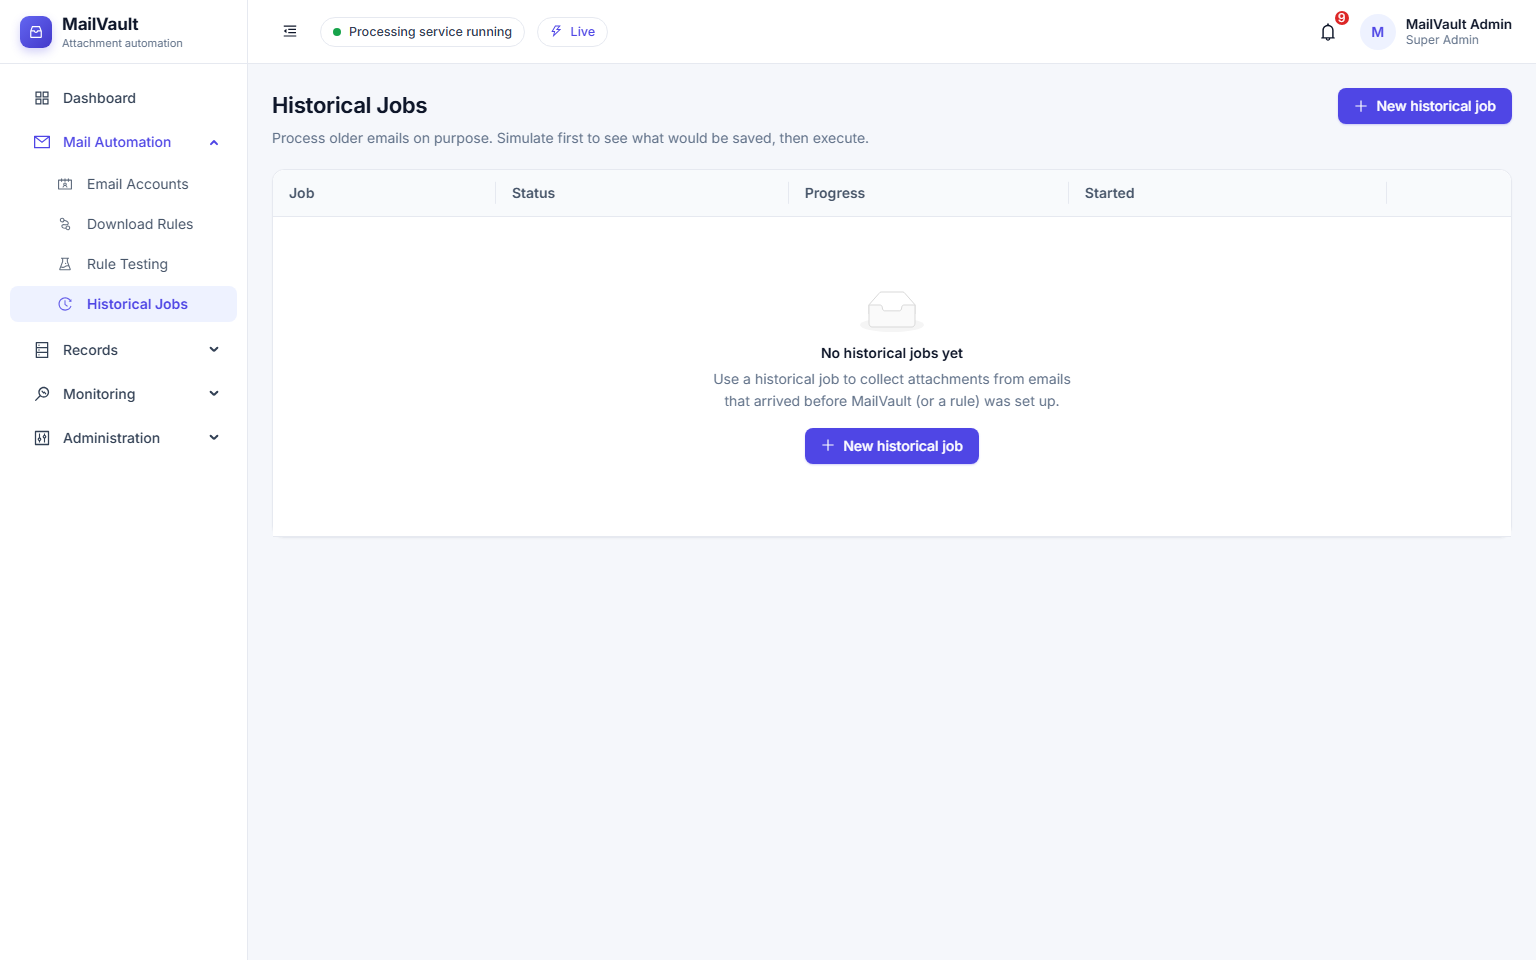 MailVault
Attachment automation
Processing service running
Live
9
M
MailVault Admin
Super Admin
Dashboard
Mail Automation
Email Accounts
Download Rules
Rule Testing
Historical Jobs
Records
Monitoring
Administration
Historical Jobs
Process older emails on purpose. Simulate first to see what would be saved, then execute.
New historical job
Job
Status
Progress
Started
No historical jobs yet
Use a historical job to collect attachments from emails
that arrived before MailVault (or a rule) was set up.
New historical job